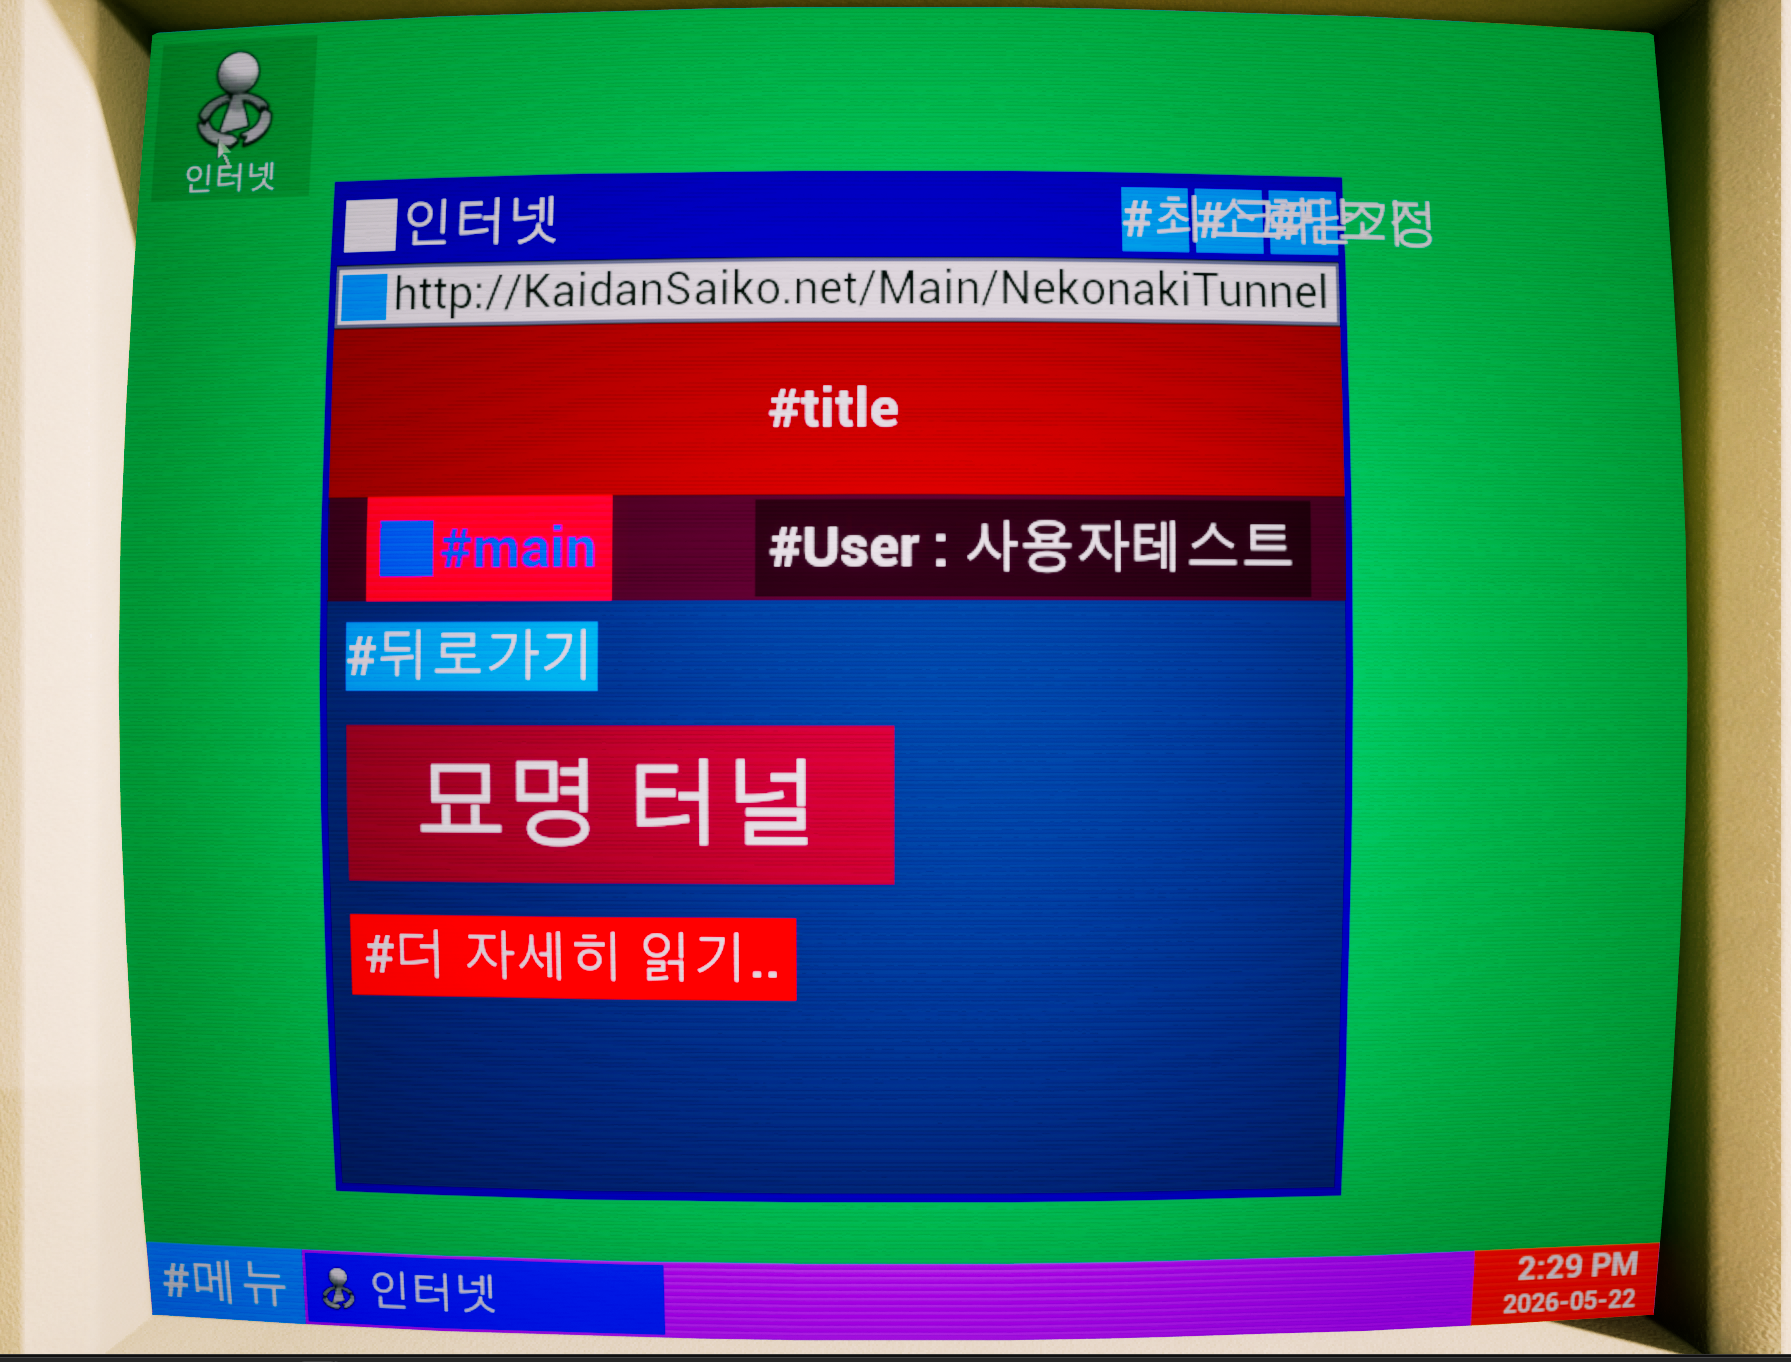 인터넷
인터넷
http://KaidanSaiko.net/Main/NekonakiTunnel
#title
#main
#User : 사용자테스트
#뒤로가기
묘명 터널
#더 자세히 읽기..
#메뉴
인터넷
2:29 PM
2026-05-22